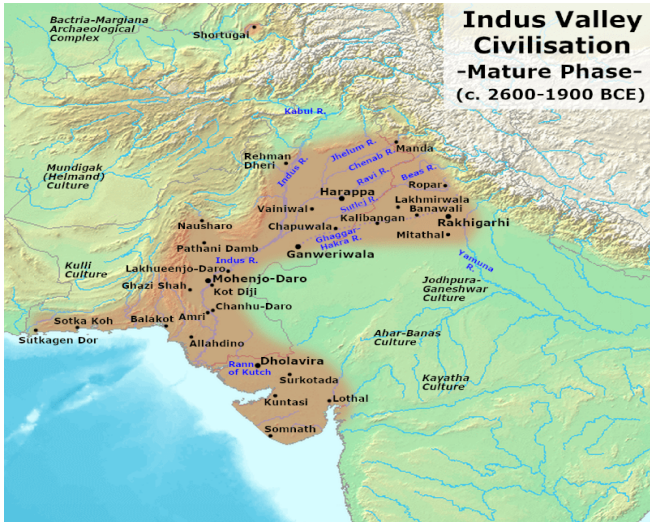 Indus Valley
Civilisation
-Mature Phase-
(c. 2600-1900 BCE)
Bactria-Margiana
Archaeological
Complex
Shortugai
Kabul R.
Mundigak
(Helmand)
Culture
Rehman
Dheri
Indus R.
Jhelum R.
Manda
Chenab R.
Ravi R.
Beas R.
Harappa
Ropar
Sutlej R.
Lakhmirwala
Vainiwal
Kalibangan
Banawali
Rakhigarhi
Nausharo
Chapuwala
Mitathal
Pathani Damb
Ghaggar-
Hakra R.
Ganweriwala
Indus R.
Yamuna
R.
Kulli
Culture
Lakhueenjo-Daro
Mohenjo-Daro
Ghazi Shah
Kot Diji
Jodhpura-
Ganeshwar
Culture
Chanhu-Daro
Sotka Koh
Balakot
Amri
Sutkagen Dor
Allahdino
Ahar-Banas
Culture
Rann
of Kutch
Dholavira
Surkotada
Kayatha
Culture
Kuntasi
Lothal
Somnath